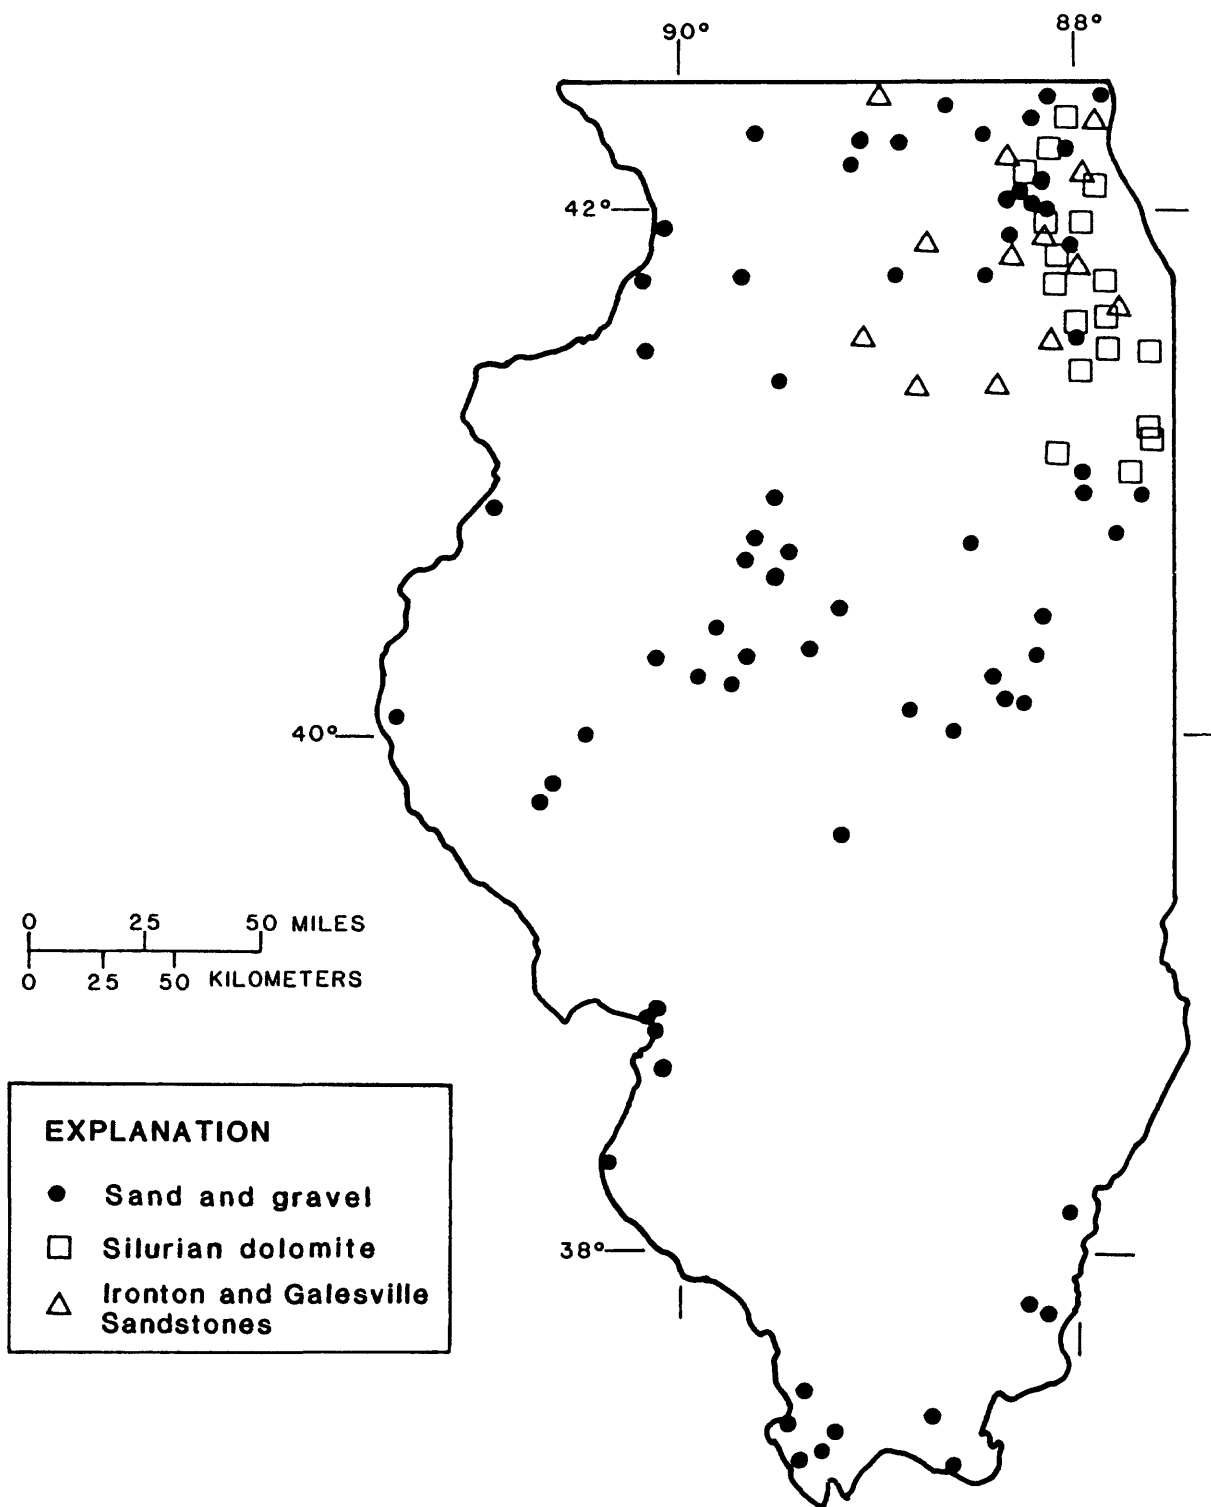 90° 88°
42°
40°
0 25 50 MILES
0 25 50 KILOMETERS
EXPLANATION
Sand and gravel
38°
Silurian dolomite
Ironton and Galesville
Sandstones